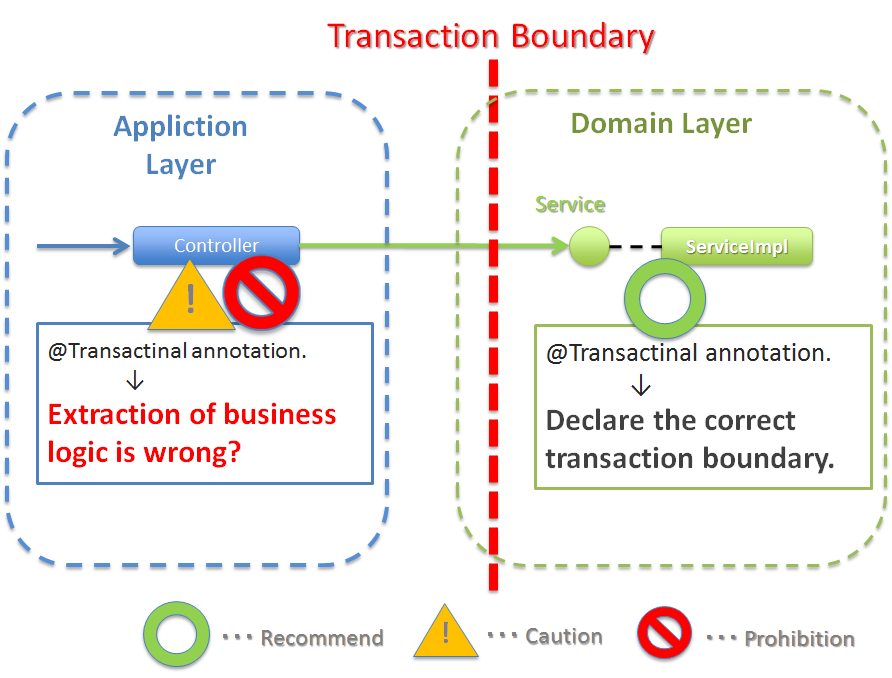 Transaction Boundary
Appliction
Layer
Domain Layer
Service
Controller
ServiceImpl
!
@Transactinal annotation.
↓
Extraction of business
logic is wrong?
@Transactinal annotation.
↓
Declare the correct
transaction boundary.
··· Recommend
! ··· Caution
··· Prohibition